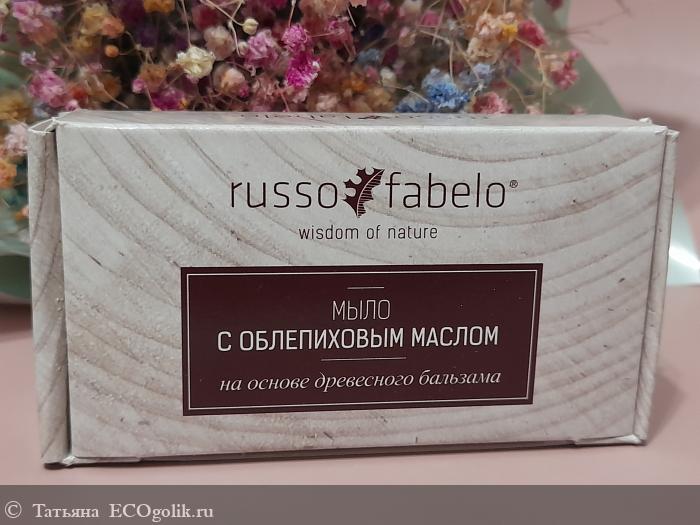 russo fabelo®
wisdom of nature
МЫЛО
С ОБЛЕПИХОВЫМ МАСЛОМ
на основе древесного бальзама
© Татьяна ECOgolik.ru